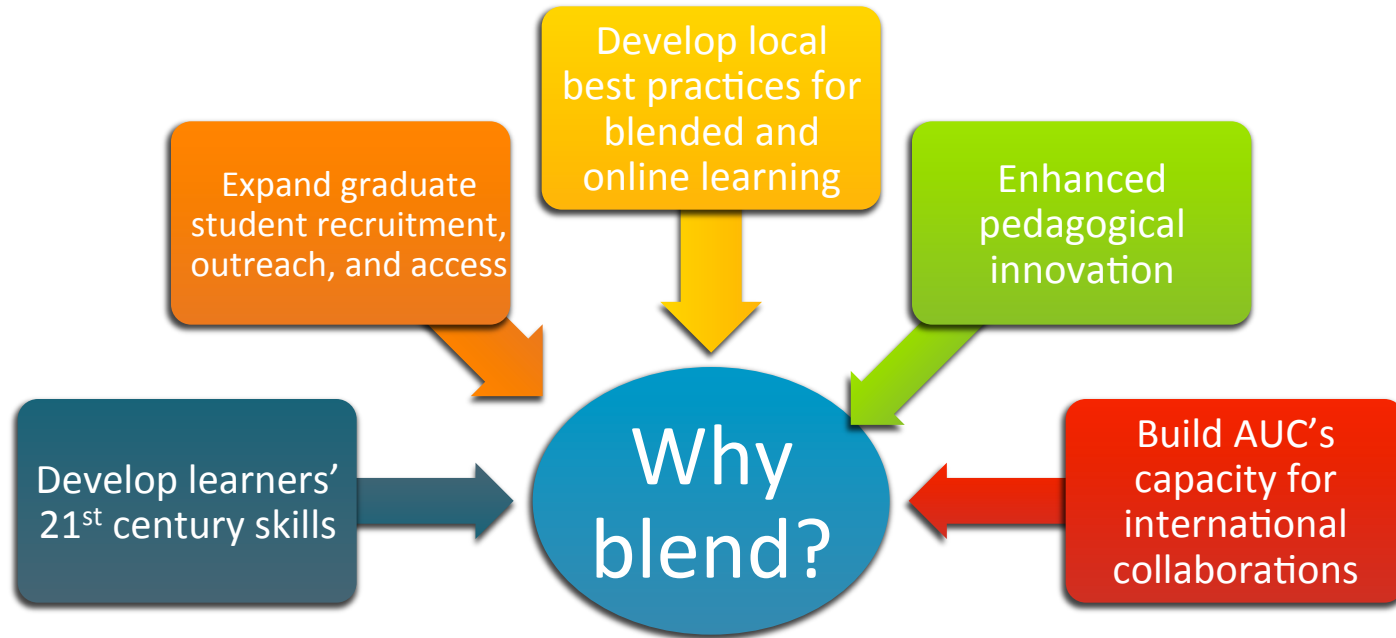 Develop learners’
21st century skills
Expand graduate
student recruitment,
outreach, and access
Develop local
best practices for
blended and
online learning
Enhanced
pedagogical
innovation
Build AUC’s
capacity for
international
collaborations
Why
blend?